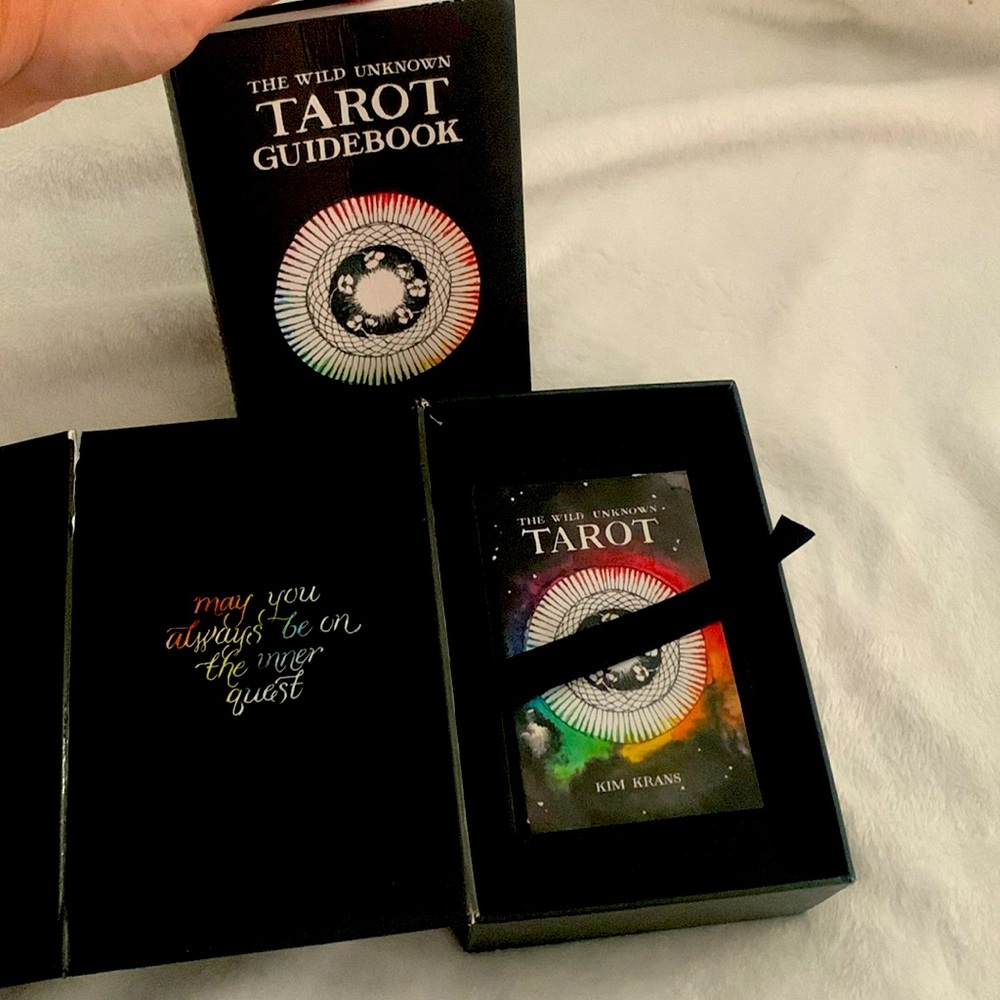 THE WILD UNKNOWN
TAROT
GUIDEBOOK
may you
always be on
the inner
quest
THE WILD UNKNOWN
TAROT
KIM KRANS